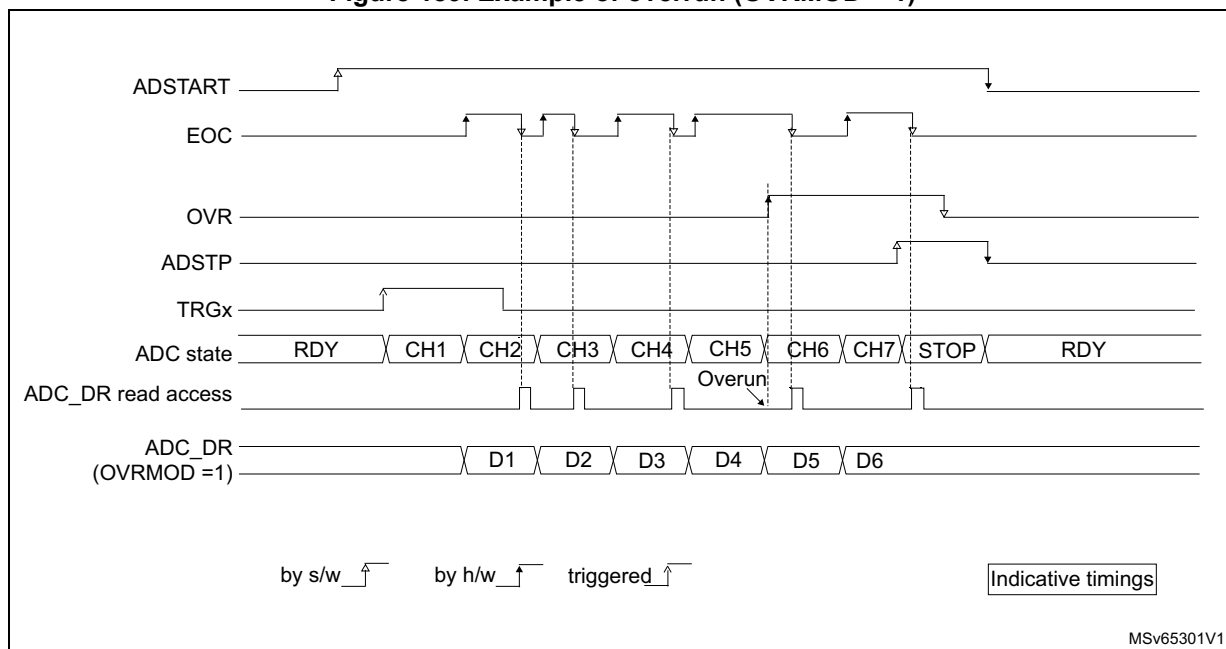 ADSTART
EOC
OVR
ADSTP
TRGx
ADC state RDY CH1 CH2 CH3 CH4 CH5 CH6 CH7 STOP RDY
Overun
ADC_DR read access
ADC_DR
(OVRMOD =1)
D1 D2 D3 D4 D5 D6
by s/w by h/w triggered
Indicative timings
MSv65301V1